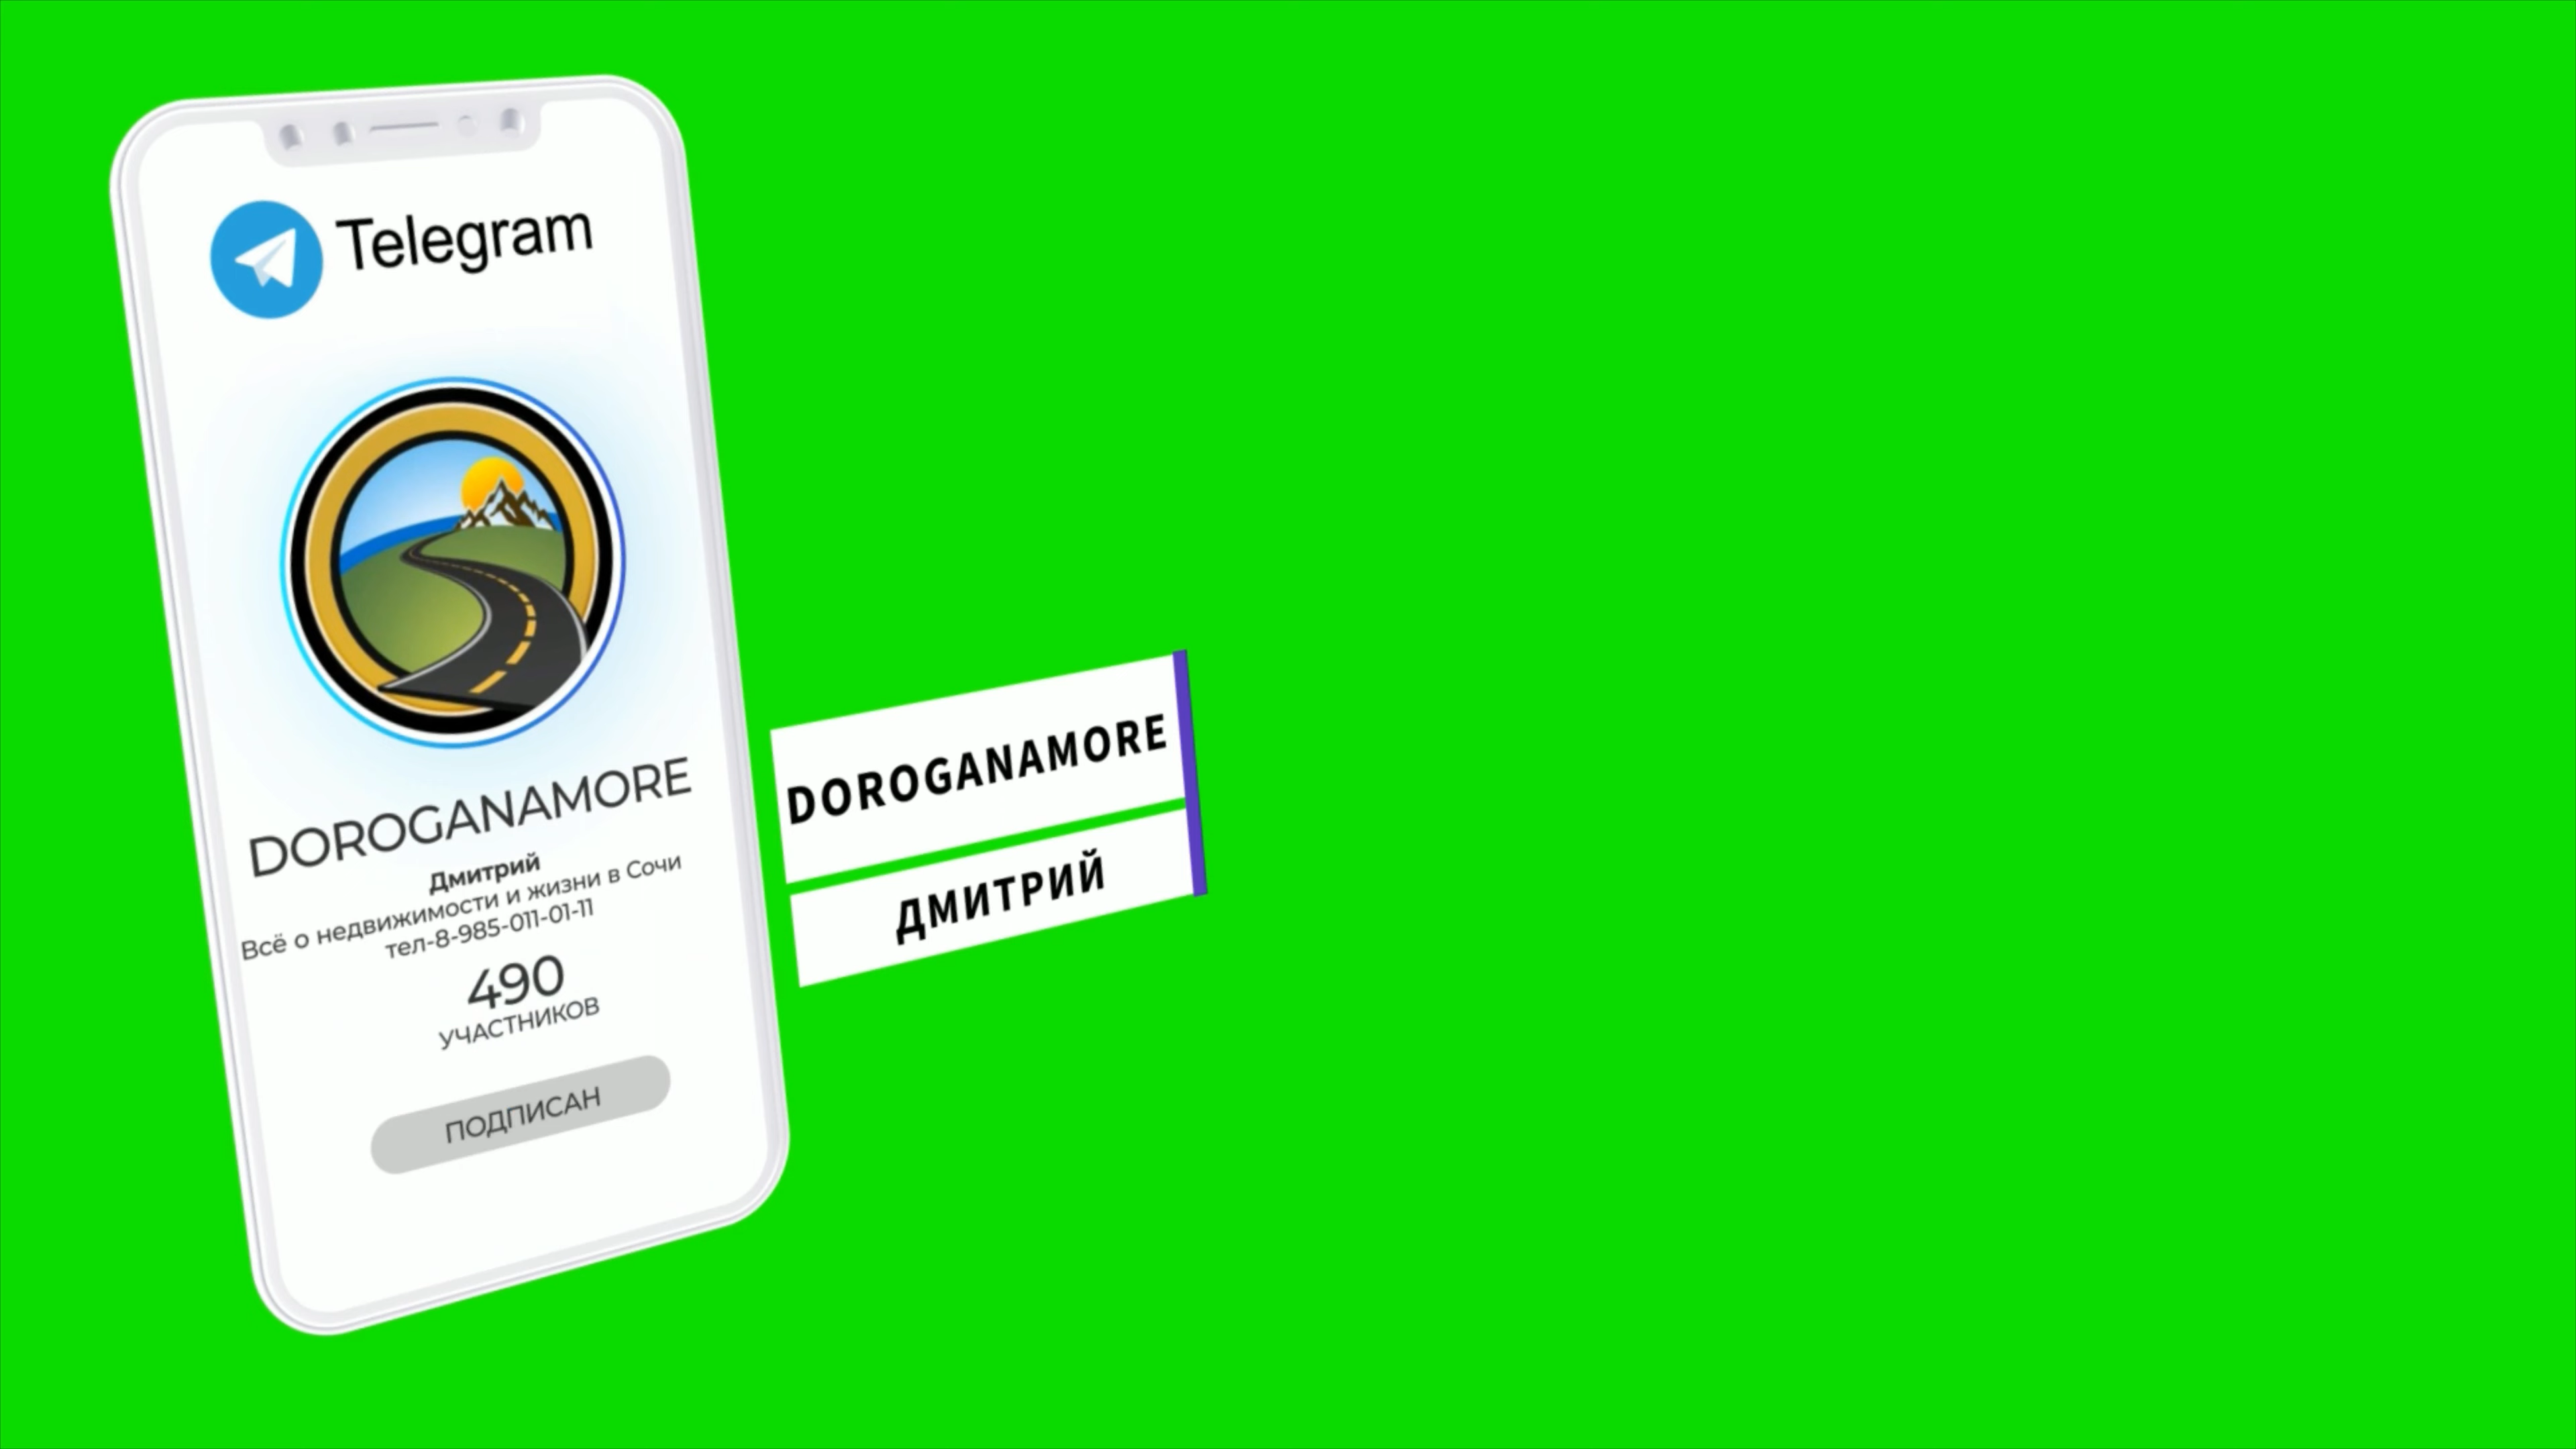 Telegram
DOROGANAMORE
Дмитрий
Всё о недвижимости и жизни в Сочи
тел-8-985-011-01-11
490
УЧАСТНИКОВ
ПОДПИСАН
DOROGANAMORE
ДМИТРИЙ